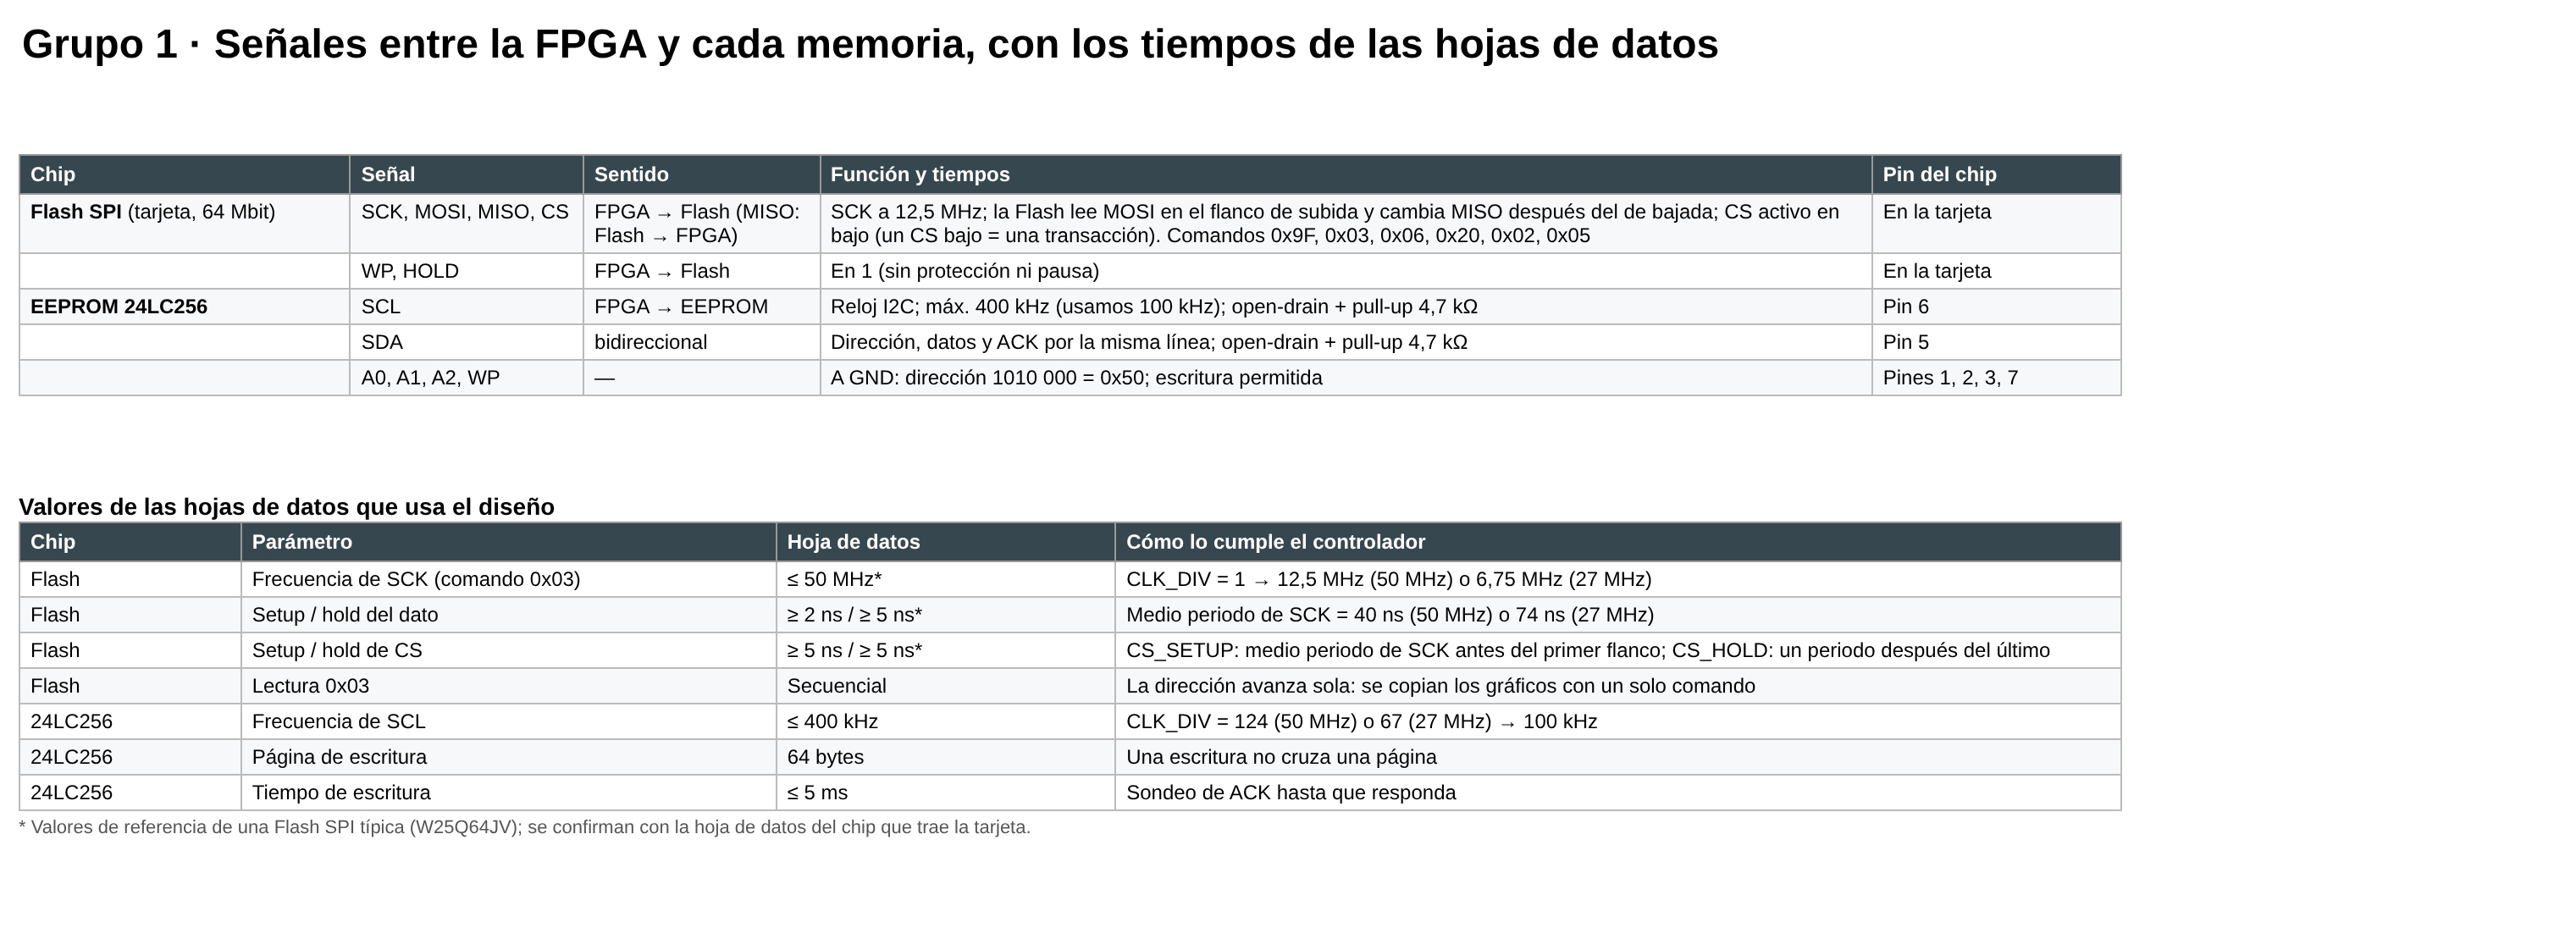 Grupo 1 · Señales entre la FPGA y cada memoria, con los tiempos de las hojas de datos
Chip Señal Sentido Función y tiempos Pin del chip
Flash SPI (tarjeta, 64 Mbit) SCK, MOSI, MISO, CS FPGA → Flash (MISO: SCK a 12,5 MHz; la Flash lee MOSI en el flanco de subida y cambia MISO después del de bajada; CS activo en En la tarjeta
Flash → FPGA) bajo (un CS bajo = una transacción). Comandos 0x9F, 0x03, 0x06, 0x20, 0x02, 0x05
WP, HOLD FPGA → Flash En 1 (sin protección ni pausa) En la tarjeta
EEPROM 24LC256 SCL FPGA → EEPROM Reloj I2C; máx. 400 kHz (usamos 100 kHz); open-drain + pull-up 4,7 kΩ Pin 6
SDA bidireccional Dirección, datos y ACK por la misma línea; open-drain + pull-up 4,7 kΩ Pin 5
A0, A1, A2, WP — A GND: dirección 1010 000 = 0x50; escritura permitida Pines 1, 2, 3, 7
Valores de las hojas de datos que usa el diseño
Chip Parámetro Hoja de datos Cómo lo cumple el controlador
Flash Frecuencia de SCK (comando 0x03) ≤ 50 MHz* CLK_DIV = 1 → 12,5 MHz (50 MHz) o 6,75 MHz (27 MHz)
Flash Setup / hold del dato ≥ 2 ns / ≥ 5 ns* Medio periodo de SCK = 40 ns (50 MHz) o 74 ns (27 MHz)
Flash Setup / hold de CS ≥ 5 ns / ≥ 5 ns* CS_SETUP: medio periodo de SCK antes del primer flanco; CS_HOLD: un periodo después del último
Flash Lectura 0x03 Secuencial La dirección avanza sola: se copian los gráficos con un solo comando
24LC256 Frecuencia de SCL ≤ 400 kHz CLK_DIV = 124 (50 MHz) o 67 (27 MHz) → 100 kHz
24LC256 Página de escritura 64 bytes Una escritura no cruza una página
24LC256 Tiempo de escritura ≤ 5 ms Sondeo de ACK hasta que responda
* Valores de referencia de una Flash SPI típica (W25Q64JV); se confirman con la hoja de datos del chip que trae la tarjeta.